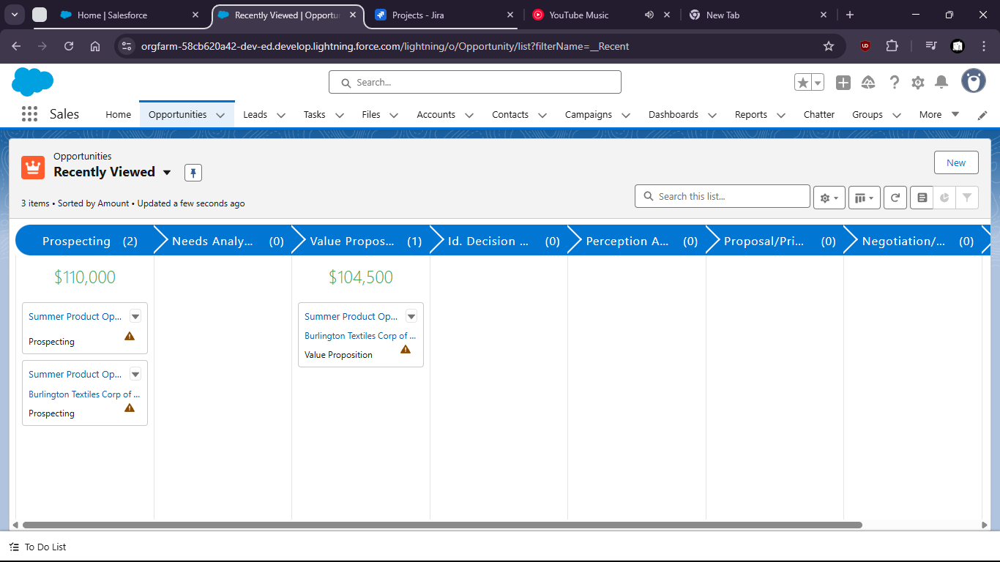 Home | Salesforce
Recently Viewed | Opportu
Projects - Jira
YouTube Music
New Tab
orgfarm-58cb620a42-dev-ed.develop.lightning.force.com/lightning/o/Opportunity/list?filterName=__Recent
UD
Search...
Sales
Home
Opportunities
Leads
Tasks
Files
Accounts
Contacts
Campaigns
Dashboards
Reports
Chatter
Groups
More
Opportunities
Recently Viewed
New
3 items • Sorted by Amount • Updated a few seconds ago
Search this list...
Prospecting (2)
Needs Analy... (0)
Value Propos... (1)
Id. Decision ... (0)
Perception A... (0)
Proposal/Pri... (0)
Negotiation/... (0)
$110,000
$104,500
Summer Product Op...
Prospecting
Summer Product Op...
Burlington Textiles Corp of ...
Prospecting
Summer Product Op...
Burlington Textiles Corp of ...
Value Proposition
To Do List